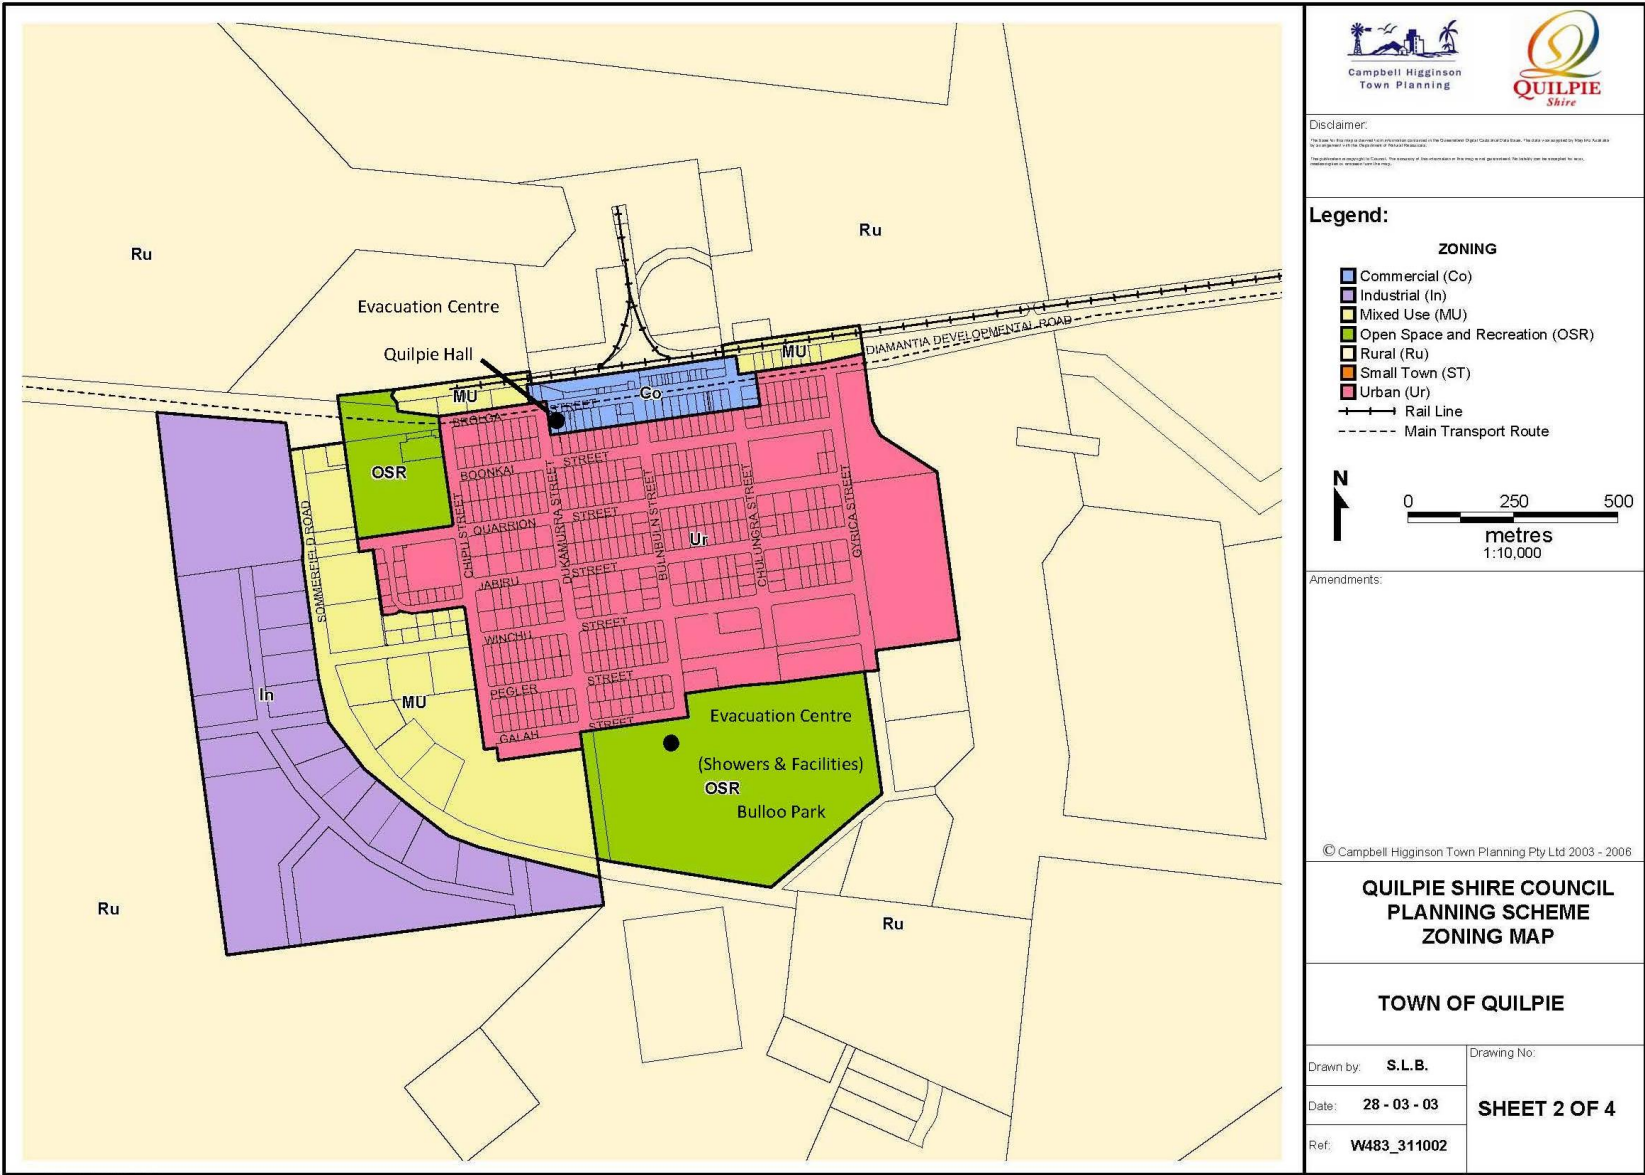 Campbell Higginson
Town Planning
QUILPIE
Shire
Disclaimer:
Legend:
ZONING
Commercial (Co)
Industrial (In)
Mixed Use (MU)
Open Space and Recreation (OSR)
Rural (Ru)
Small Town (ST)
Urban (Ur)
Rail Line
Main Transport Route
N
0 250 500
metres
1:10,000
Amendments:
© Campbell Higginson Town Planning Pty Ltd 2003 - 2006
QUILPIE SHIRE COUNCIL
PLANNING SCHEME
ZONING MAP
TOWN OF QUILPIE
Drawn by: S.L.B.
Date: 28 - 03 - 03
Ref: W483_311002
Drawing No:
SHEET 2 OF 4
Ru
Ru
Evacuation Centre
Quilpie Hall
DIAMANTIA DEVELOPMENTAL ROAD
MU
MU
Co
BROLGA STREET
OSR
BOONKAI STREET
QUARRION STREET
JABIRU STREET
WINCHU STREET
PEGLER STREET
GALAH STREET
CHIPU STREET
DUKAMURRA STREET
BULNBULN STREET
CHULUNGRA STREET
GYRICA STREET
SOMMERFIELD ROAD
Ur
In
MU
Evacuation Centre
(Showers & Facilities)
OSR
Bulloo Park
Ru
Ru